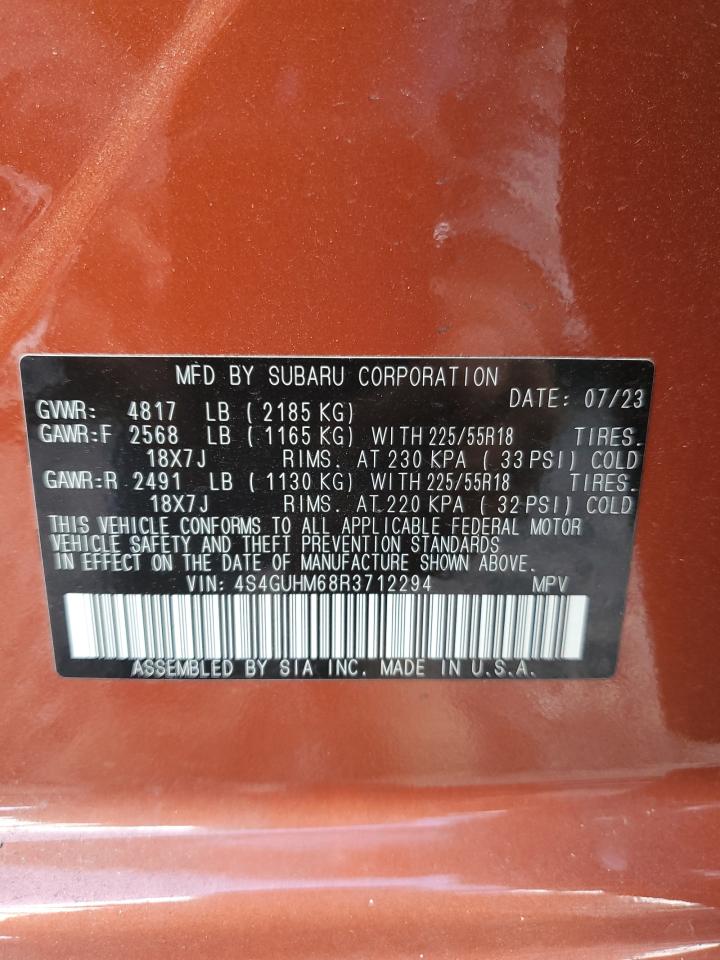 MFD BY SUBARU CORPORATION
DATE: 07/23
GVWR: 4817 LB ( 2185 KG)
GAWR:F 2568 LB ( 1165 KG) WITH 225/55R18 TIRES.
18X7J RIMS. AT 230 KPA ( 33 PSI) COLD
GAWR:R 2491 LB ( 1130 KG) WITH 225/55R18 TIRES.
18X7J RIMS. AT 220 KPA ( 32 PSI) COLD
THIS VEHICLE CONFORMS TO ALL APPLICABLE FEDERAL MOTOR
VEHICLE SAFETY AND THEFT PREVENTION STANDARDS
IN EFFECT ON THE DATE OF MANUFACTURE SHOWN ABOVE.
VIN: 4S4GUHM68R3712294 MPV
ASSEMBLED BY SIA INC. MADE IN U.S.A.